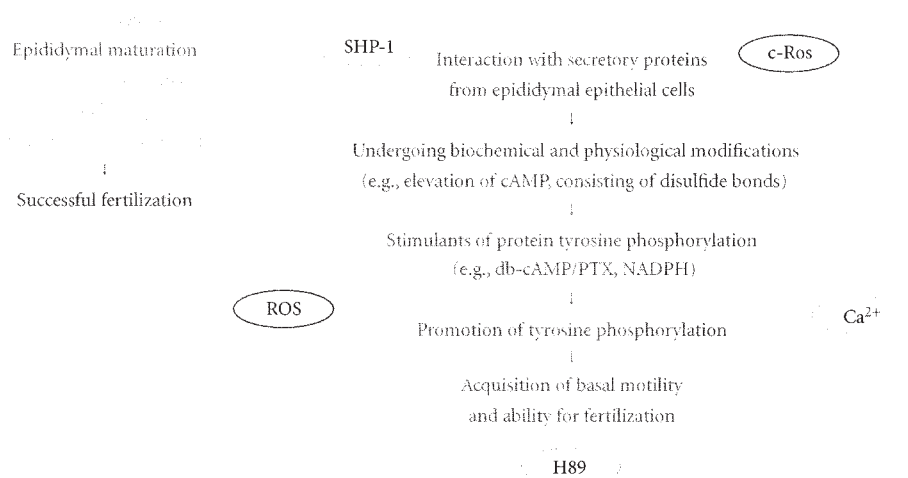 Epididymal maturation
↓
Successful fertilization
SHP-1
c-Ros
Interaction with secretory proteins
from epididymal epithelial cells
↓
Undergoing biochemical and physiological modifications
(e.g., elevation of cAMP, consisting of disulfide bonds)
↓
Stimulants of protein tyrosine phosphorylation
(e.g., db-cAMP/PTX, NADPH)
↓
ROS
Ca²⁺
Promotion of tyrosine phosphorylation
↓
Acquisition of basal motility
and ability for fertilization
H89